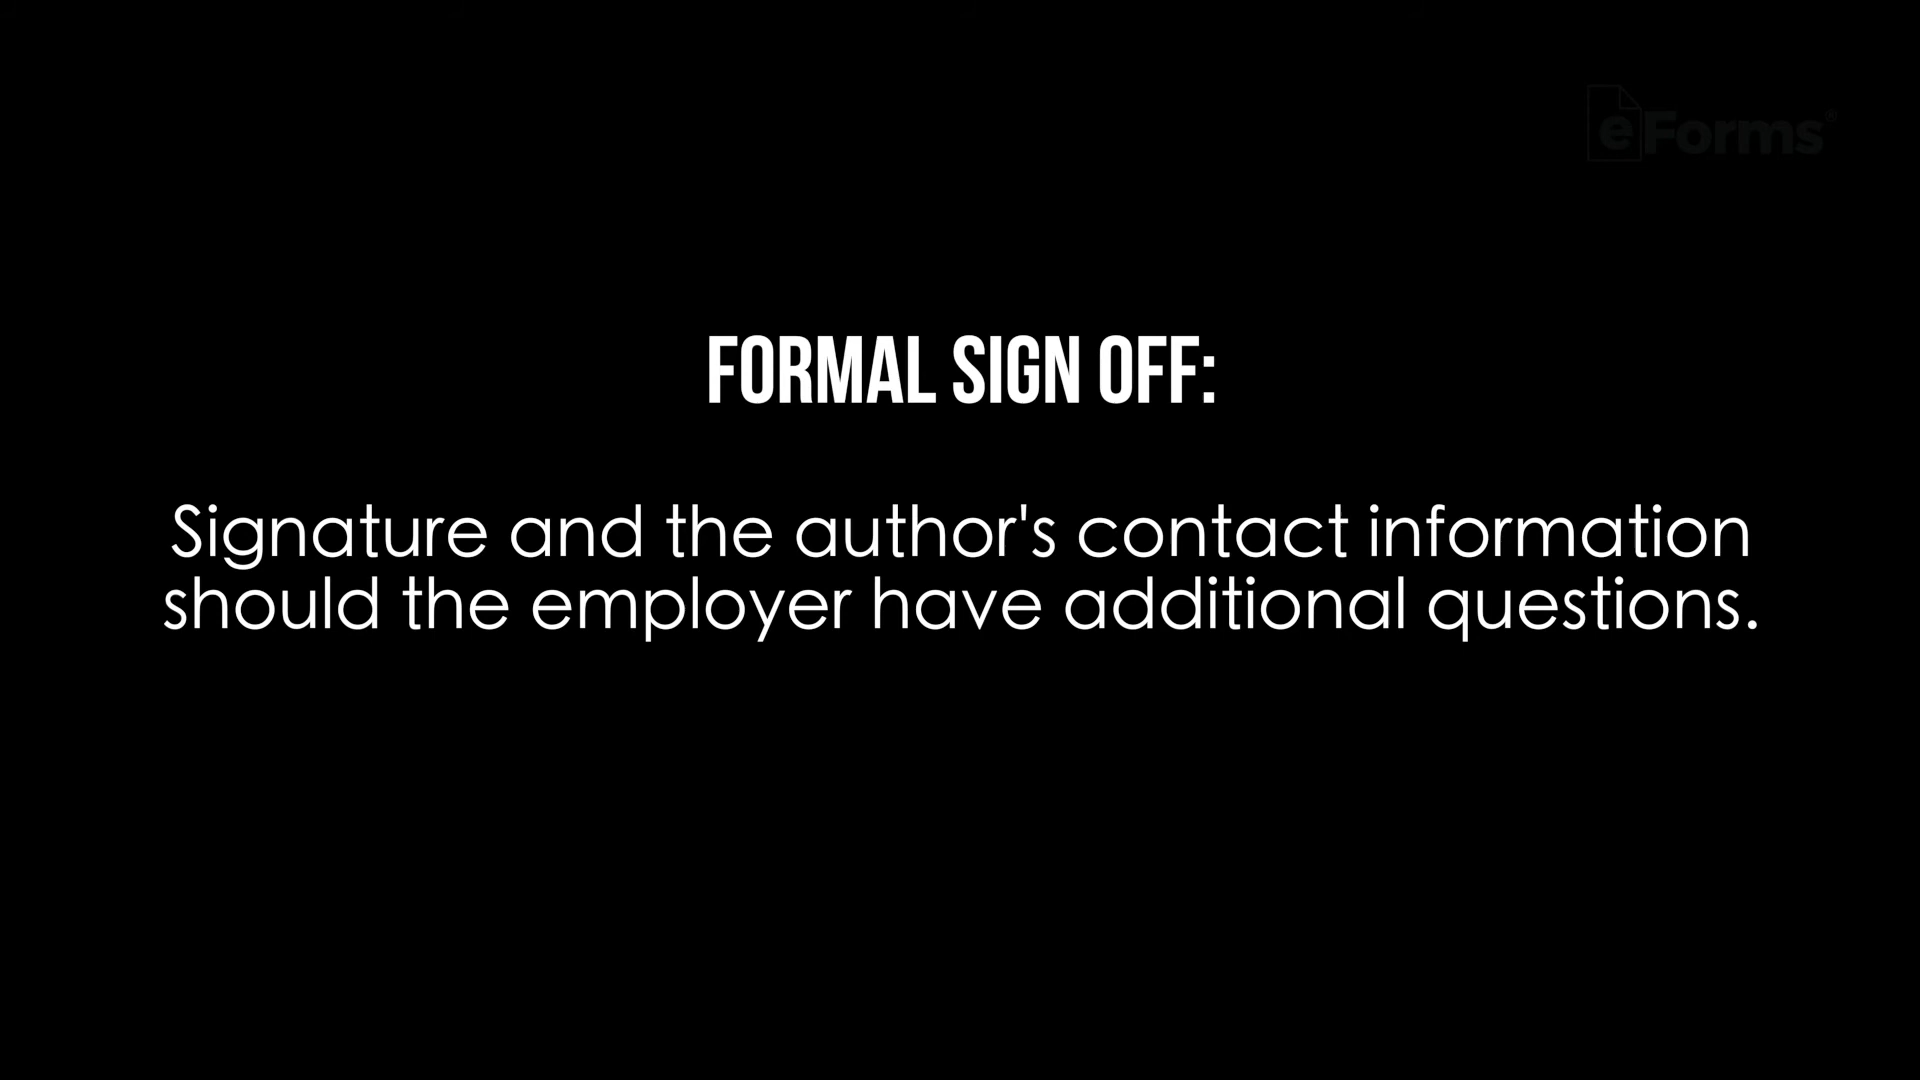 eForms®
FORMAL SIGN OFF:
Signature and the author's contact information
should the employer have additional questions.